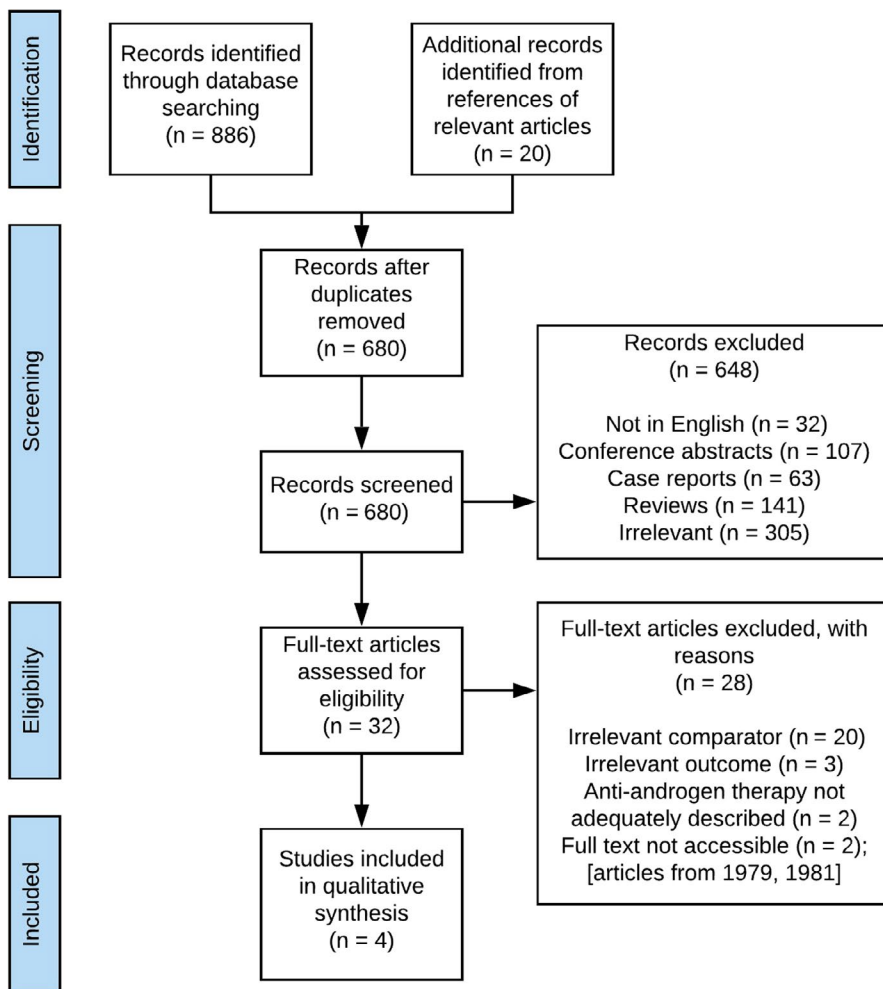 Identification
Records identified
through database
searching
(n = 886)
Additional records
identified from
references of
relevant articles
(n = 20)
Screening
Records after
duplicates
removed
(n = 680)
Records screened
(n = 680)
Records excluded
(n = 648)
Not in English (n = 32)
Conference abstracts (n = 107)
Case reports (n = 63)
Reviews (n = 141)
Irrelevant (n = 305)
Eligibility
Full-text articles
assessed for
eligibility
(n = 32)
Full-text articles excluded, with
reasons
(n = 28)
Irrelevant comparator (n = 20)
Irrelevant outcome (n = 3)
Anti-androgen therapy not
adequately described (n = 2)
Full text not accessible (n = 2);
[articles from 1979, 1981]
Included
Studies included
in qualitative
synthesis
(n = 4)